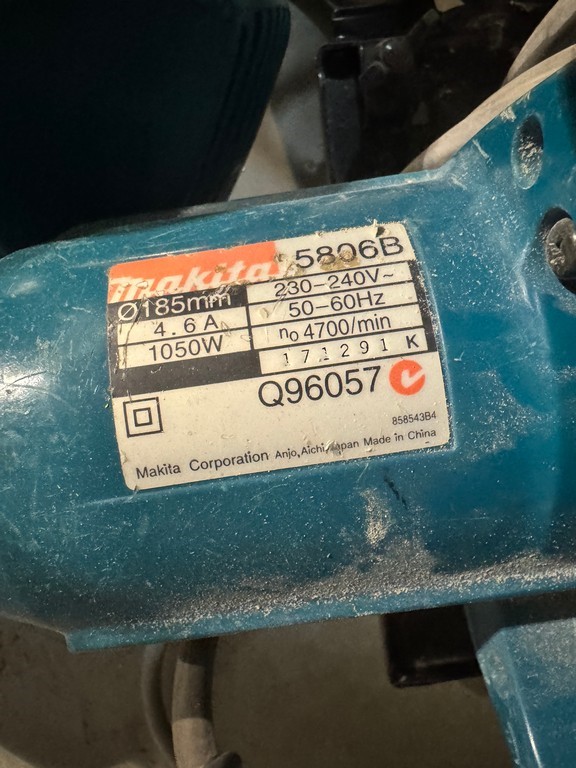 makita 5806B
Ø185mm 230-240V~
4.6A 50-60Hz
1050W n₀ 4700/min
171291 K
Q96057
858543B4
Makita Corporation Anjo, Aichi, Japan Made in China